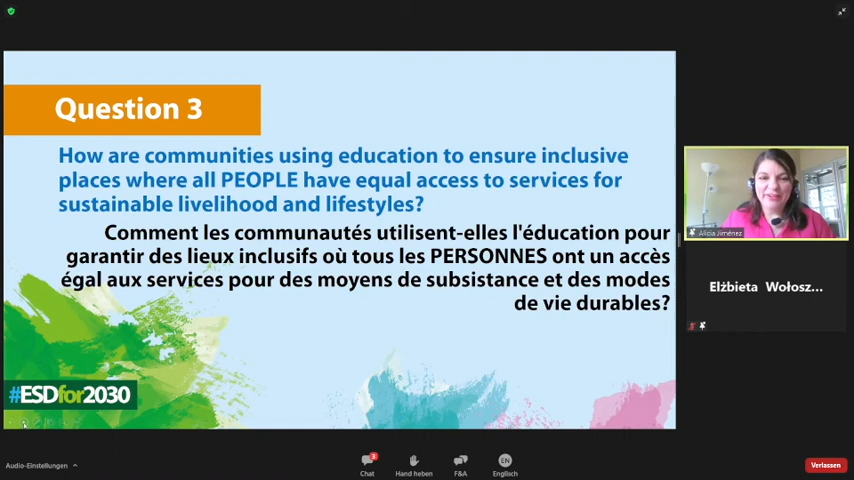 Question 3
How are communities using education to ensure inclusive
places where all PEOPLE have equal access to services for
sustainable livelihood and lifestyles?
Comment les communautés utilisent-elles l'éducation pour
garantir des lieux inclusifs où tous les PERSONNES ont un accès
égal aux services pour des moyens de subsistance et des modes
de vie durables?
#ESDfor2030
Alicia Jiménez
Elżbieta Wołosz...
Audio-Einstellungen
3
Chat
Hand heben
F&A
EN
Englisch
Verlassen